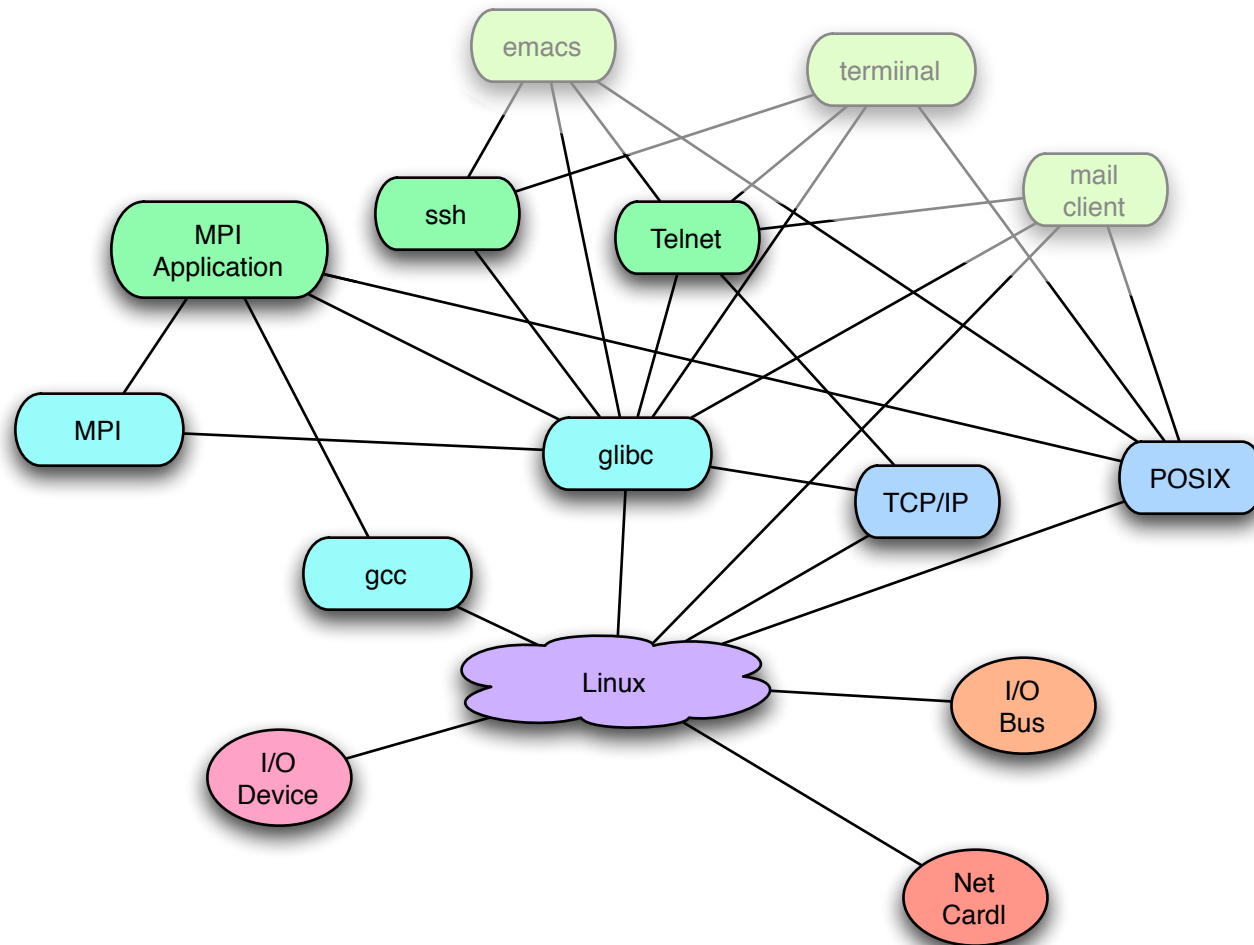 emacs
termiinal
mail
client
ssh
MPI
Application
Telnet
MPI
glibc
POSIX
TCP/IP
gcc
Linux
I/O
Bus
I/O
Device
Net
Cardl